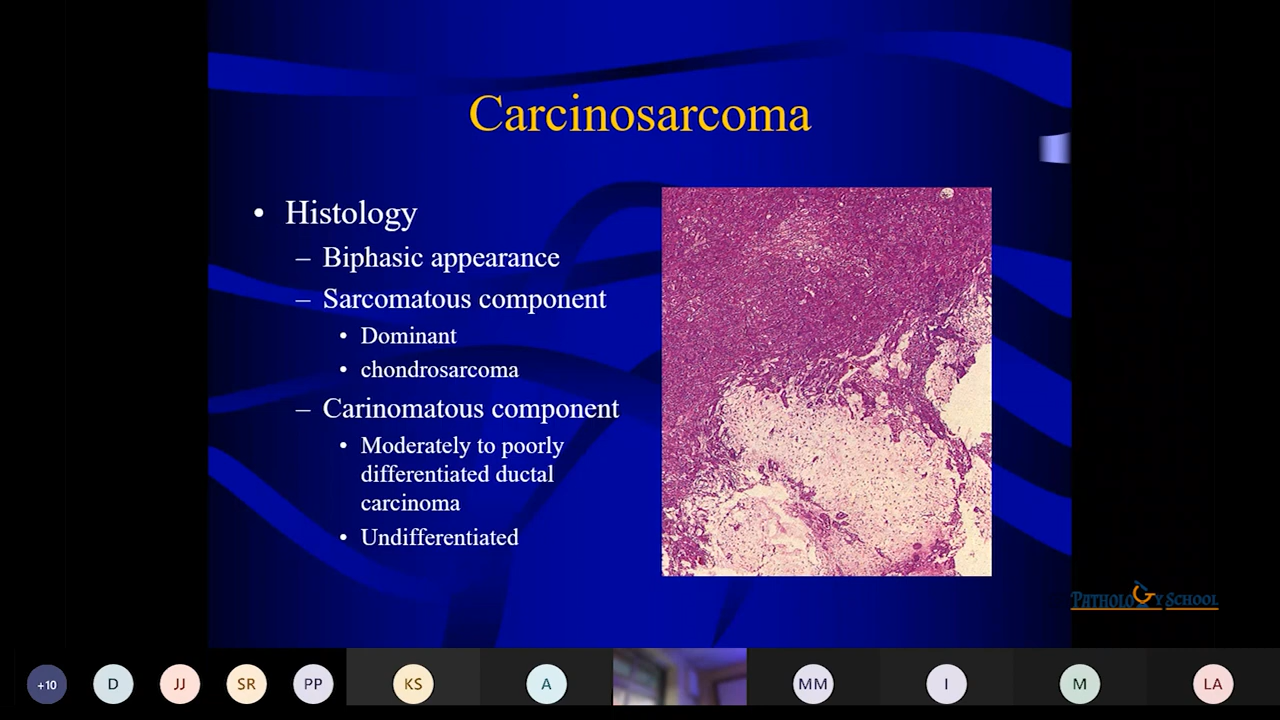 Carcinosarcoma
• Histology
– Biphasic appearance
– Sarcomatous component
• Dominant
• chondrosarcoma
– Carinomatous component
• Moderately to poorly
differentiated ductal
carcinoma
• Undifferentiated
PATHOLOGY SCHOOL
+10 D JJ SR PP KS A MM I M LA